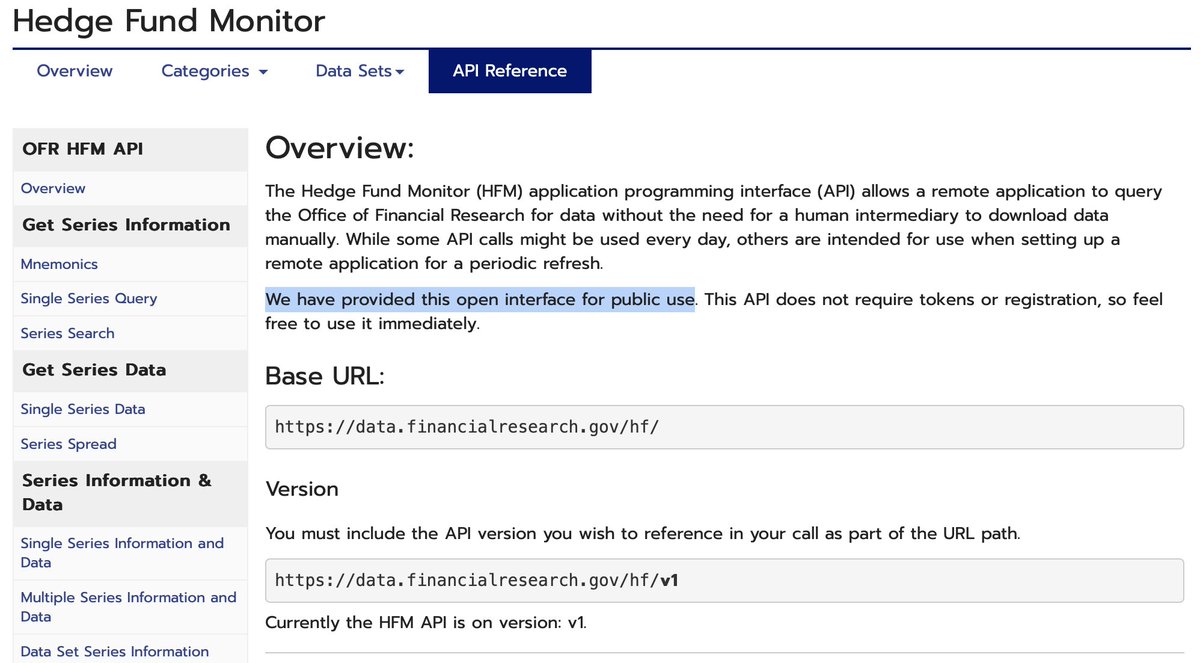 Hedge Fund Monitor
Overview
Categories
Data Sets
API Reference
OFR HFM API
Overview
Get Series Information
Mnemonics
Single Series Query
Series Search
Get Series Data
Single Series Data
Series Spread
Series Information &
Data
Single Series Information and
Data
Multiple Series Information and
Data
Data Set Series Information
Overview:
The Hedge Fund Monitor (HFM) application programming interface (API) allows a remote application to query
the Office of Financial Research for data without the need for a human intermediary to download data
manually. While some API calls might be used every day, others are intended for use when setting up a
remote application for a periodic refresh.
We have provided this open interface for public use. This API does not require tokens or registration, so feel
free to use it immediately.
Base URL:
https://data.financialresearch.gov/hf/
Version
You must include the API version you wish to reference in your call as part of the URL path.
https://data.financialresearch.gov/hf/v1
Currently the HFM API is on version: v1.